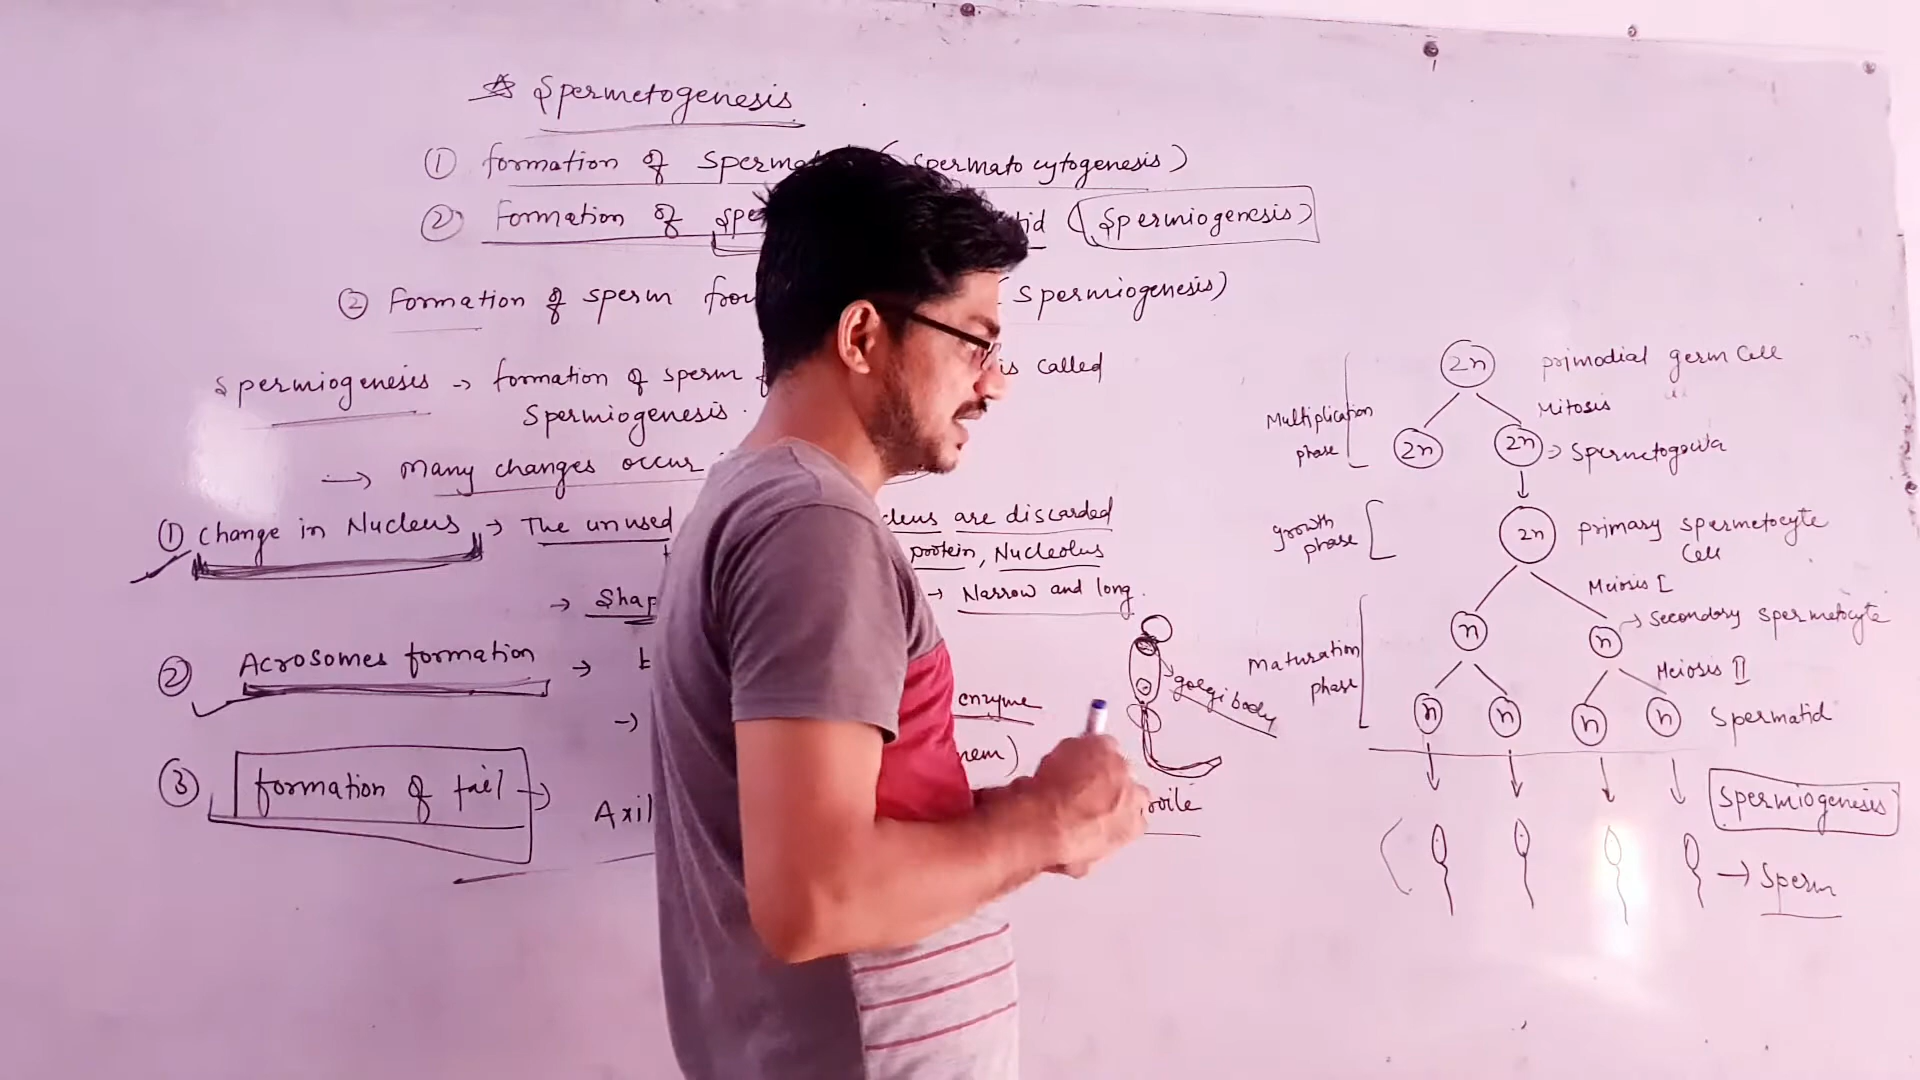 Spermetogenesis
① formation of Spermat (Spermato cytogenesis)
② Formation of Spe tid (Spermiogenesis)
② Formation of sperm from (Spermiogenesis)
Spermiogenesis → formation of sperm is called
Spermiogenesis.
→ Many changes occur
① Change in Nucleus → The unused cleus are discarded
protein, Nucleolus
→ Shap → Narrow and long.
② Acrosomes formation →
golgi body
→ enzyme
nem)
③ formation of tail →
Axil
2n primodial germ Cell
Multiplication phase
Mitosis
2n 2n → Spermetogonia
growth phase
2n primary spermetocyte Cell
Meiosis I
Maturation phase
n n → Secondory spermetocyte
Meiosis II
n n n n Spermatid
Spermiogenesis
→ Sperm